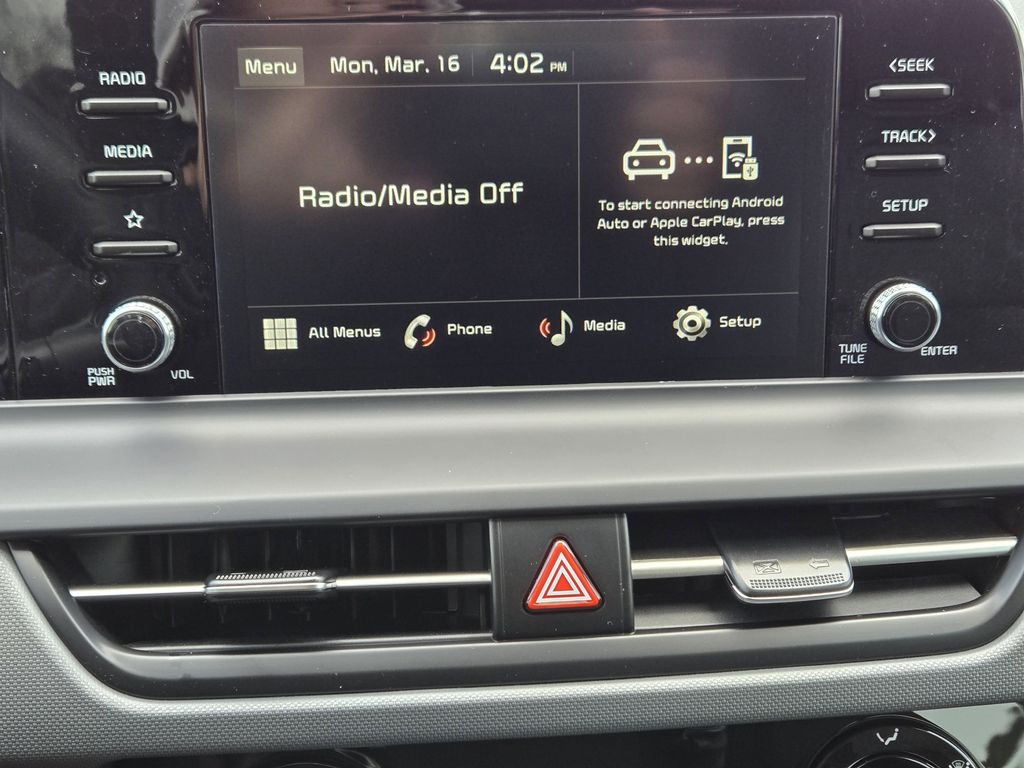 RADIO
MEDIA
PUSH
PWR
VOL
Menu
Mon, Mar. 16
4:02 PM
Radio/Media Off
To start connecting Android
Auto or Apple CarPlay, press
this widget.
All Menus
Phone
Media
Setup
<SEEK
TRACK>
SETUP
TUNE
FILE
ENTER